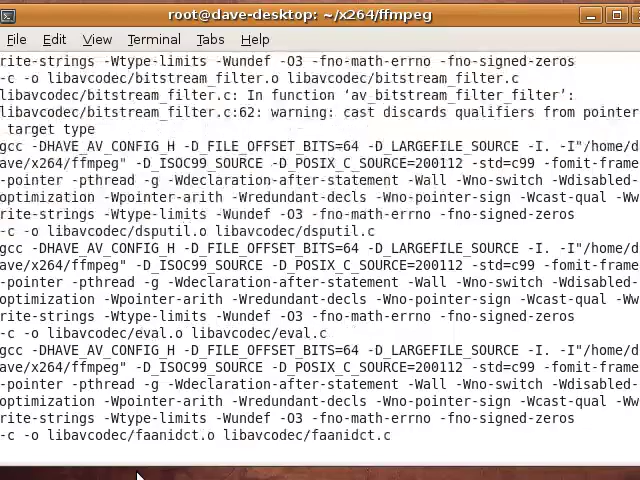 root@dave-desktop: ~/x264/ffmpeg
File Edit View Terminal Tabs Help
rite-strings -Wtype-limits -Wundef -O3 -fno-math-errno -fno-signed-zeros
-c -o libavcodec/bitstream_filter.o libavcodec/bitstream_filter.c
libavcodec/bitstream_filter.c: In function ‘av_bitstream_filter_filter’:
libavcodec/bitstream_filter.c:62: warning: cast discards qualifiers from pointer
target type
gcc -DHAVE_AV_CONFIG_H -D_FILE_OFFSET_BITS=64 -D_LARGEFILE_SOURCE -I. -I"/home/d
ave/x264/ffmpeg" -D_ISOC99_SOURCE -D_POSIX_C_SOURCE=200112 -std=c99 -fomit-frame
-pointer -pthread -g -Wdeclaration-after-statement -Wall -Wno-switch -Wdisabled-
optimization -Wpointer-arith -Wredundant-decls -Wno-pointer-sign -Wcast-qual -Ww
rite-strings -Wtype-limits -Wundef -O3 -fno-math-errno -fno-signed-zeros
-c -o libavcodec/dsputil.o libavcodec/dsputil.c
gcc -DHAVE_AV_CONFIG_H -D_FILE_OFFSET_BITS=64 -D_LARGEFILE_SOURCE -I. -I"/home/d
ave/x264/ffmpeg" -D_ISOC99_SOURCE -D_POSIX_C_SOURCE=200112 -std=c99 -fomit-frame
-pointer -pthread -g -Wdeclaration-after-statement -Wall -Wno-switch -Wdisabled-
optimization -Wpointer-arith -Wredundant-decls -Wno-pointer-sign -Wcast-qual -Ww
rite-strings -Wtype-limits -Wundef -O3 -fno-math-errno -fno-signed-zeros
-c -o libavcodec/eval.o libavcodec/eval.c
gcc -DHAVE_AV_CONFIG_H -D_FILE_OFFSET_BITS=64 -D_LARGEFILE_SOURCE -I. -I"/home/d
ave/x264/ffmpeg" -D_ISOC99_SOURCE -D_POSIX_C_SOURCE=200112 -std=c99 -fomit-frame
-pointer -pthread -g -Wdeclaration-after-statement -Wall -Wno-switch -Wdisabled-
optimization -Wpointer-arith -Wredundant-decls -Wno-pointer-sign -Wcast-qual -Ww
rite-strings -Wtype-limits -Wundef -O3 -fno-math-errno -fno-signed-zeros
-c -o libavcodec/faanidct.o libavcodec/faanidct.c